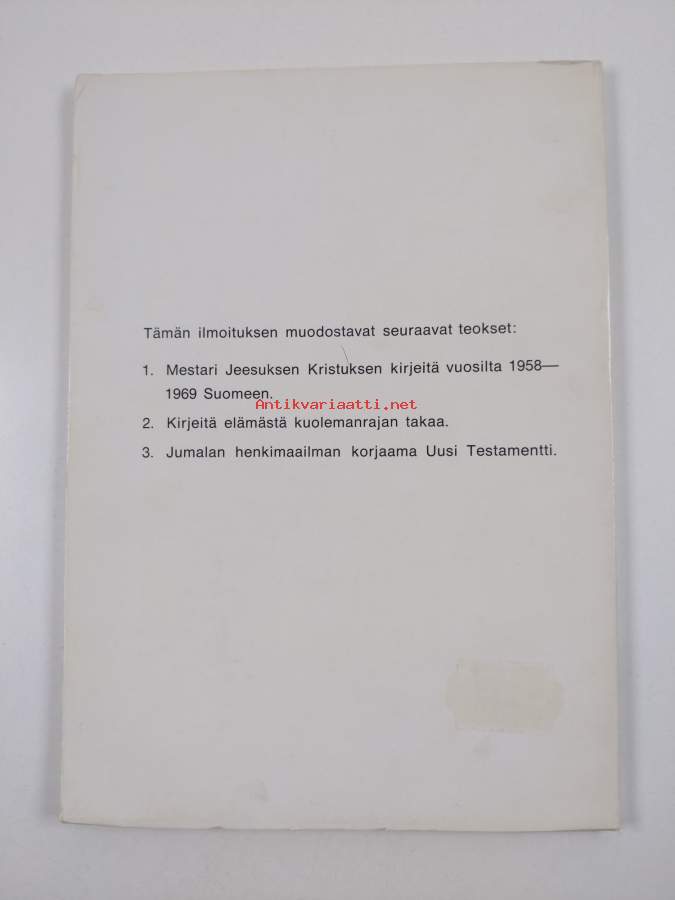 Tämän ilmoituksen muodostavat seuraavat teokset:
1. Mestari Jeesuksen Kristuksen kirjeitä vuosilta 1958—
1969 Suomeen.
Antikvariaatti.net
2. Kirjeitä elämästä kuolemanrajan takaa.
3. Jumalan henkimaailman korjaama Uusi Testamentti.